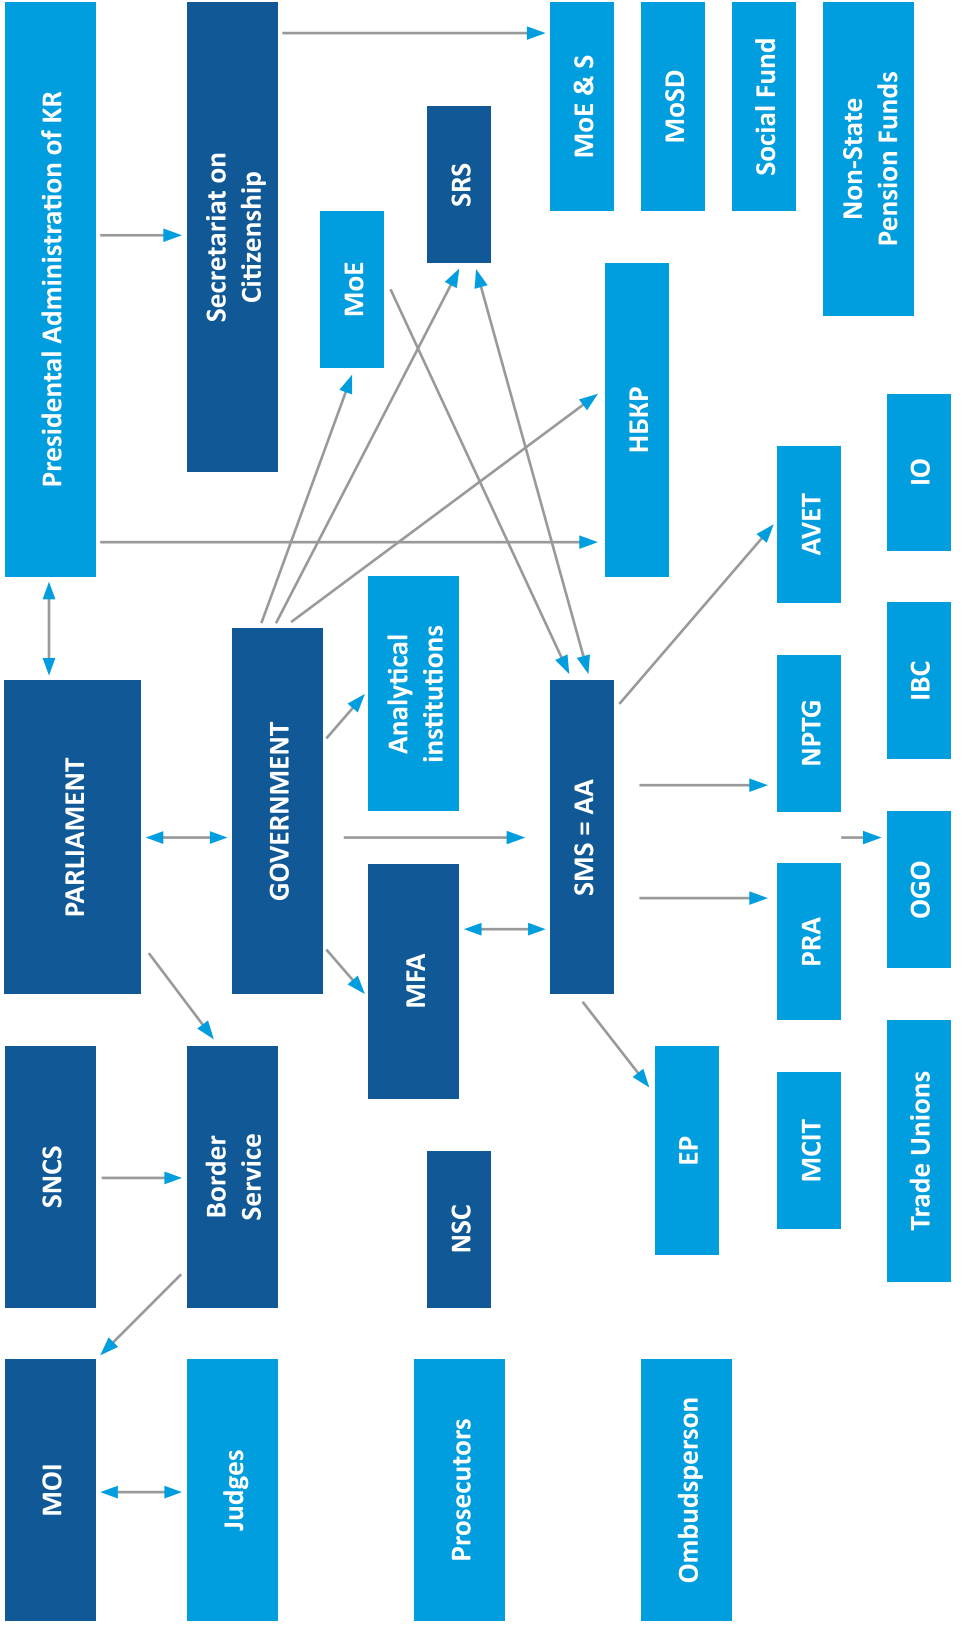 MOI
SNCS
PARLIAMENT
Presidental Administration of KR
Judges
Border
Service
GOVERNMENT
Secretariat on
Citizenship
MoE
Prosecutors
NSC
MFA
Analytical
institutions
SRS
Ombudsperson
EP
SMS = AA
НБКР
MoE & S
MoSD
Social Fund
Non-State
Pension Funds
MCIT
PRA
NPTG
AVET
Trade Unions
OGO
IBC
IO